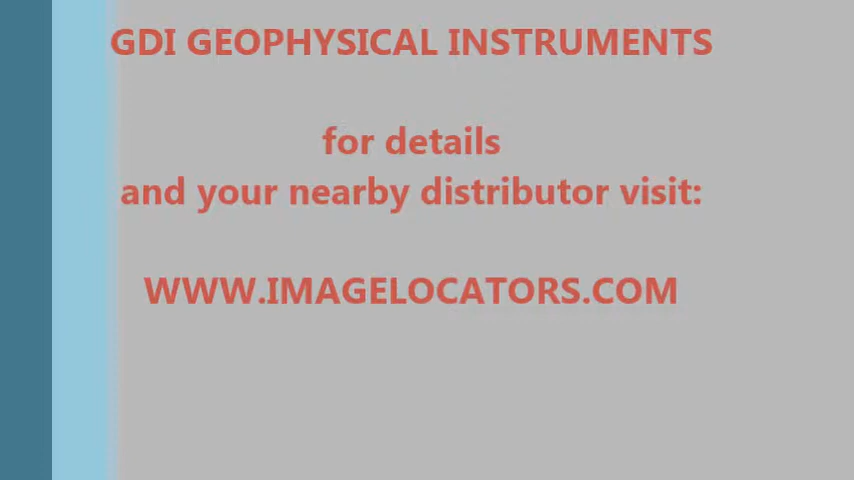 GDI GEOPHYSICAL INSTRUMENTS
for details
and your nearby distributor visit:
WWW.IMAGELOCATORS.COM